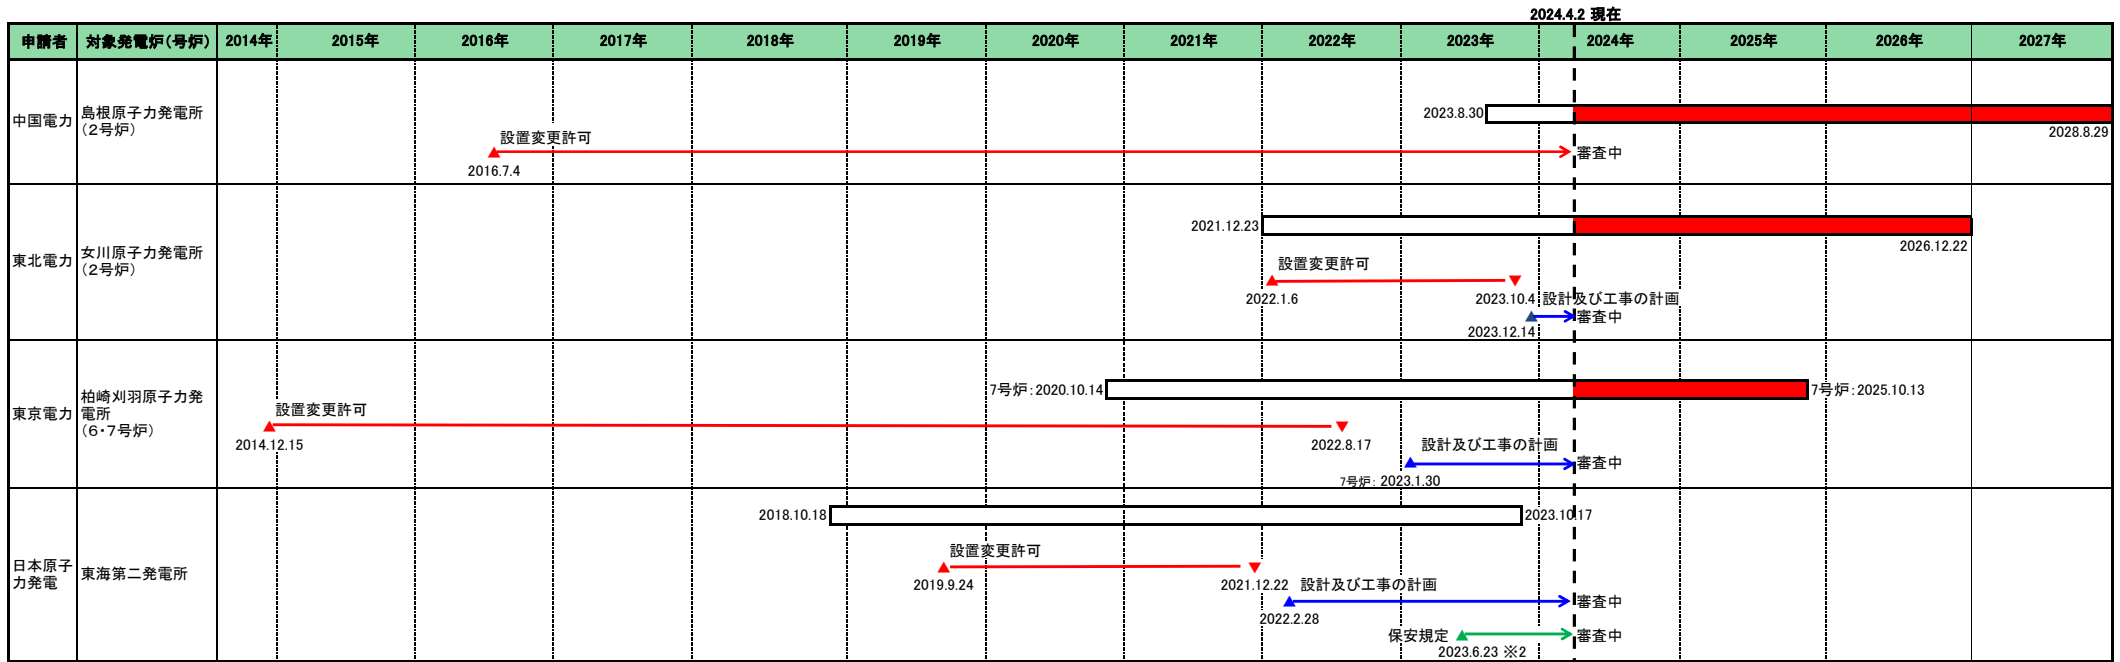 2024.4.2 現在
申請者 対象発電炉(号炉) 2014年 2015年 2016年 2017年 2018年 2019年 2020年 2021年 2022年 2023年 2024年 2025年 2026年 2027年
中国電力
島根原子力発電所
(2号炉)
2023.8.30
2028.8.29
設置変更許可
審査中
2016.7.4
東北電力
女川原子力発電所
(2号炉)
2021.12.23
2026.12.22
設置変更許可
2022.1.6
2023.10.4
設計及び工事の計画
審査中
2023.12.14
東京電力
柏崎刈羽原子力発
電所
(6・7号炉)
7号炉:2020.10.14
7号炉:2025.10.13
設置変更許可
2014.12.15
2022.8.17
設計及び工事の計画
審査中
7号炉: 2023.1.30
日本原子
力発電
東海第二発電所
2018.10.18
2023.10.17
設置変更許可
2019.9.24
2021.12.22
設計及び工事の計画
審査中
2022.2.28
保安規定
審査中
2023.6.23 ※2